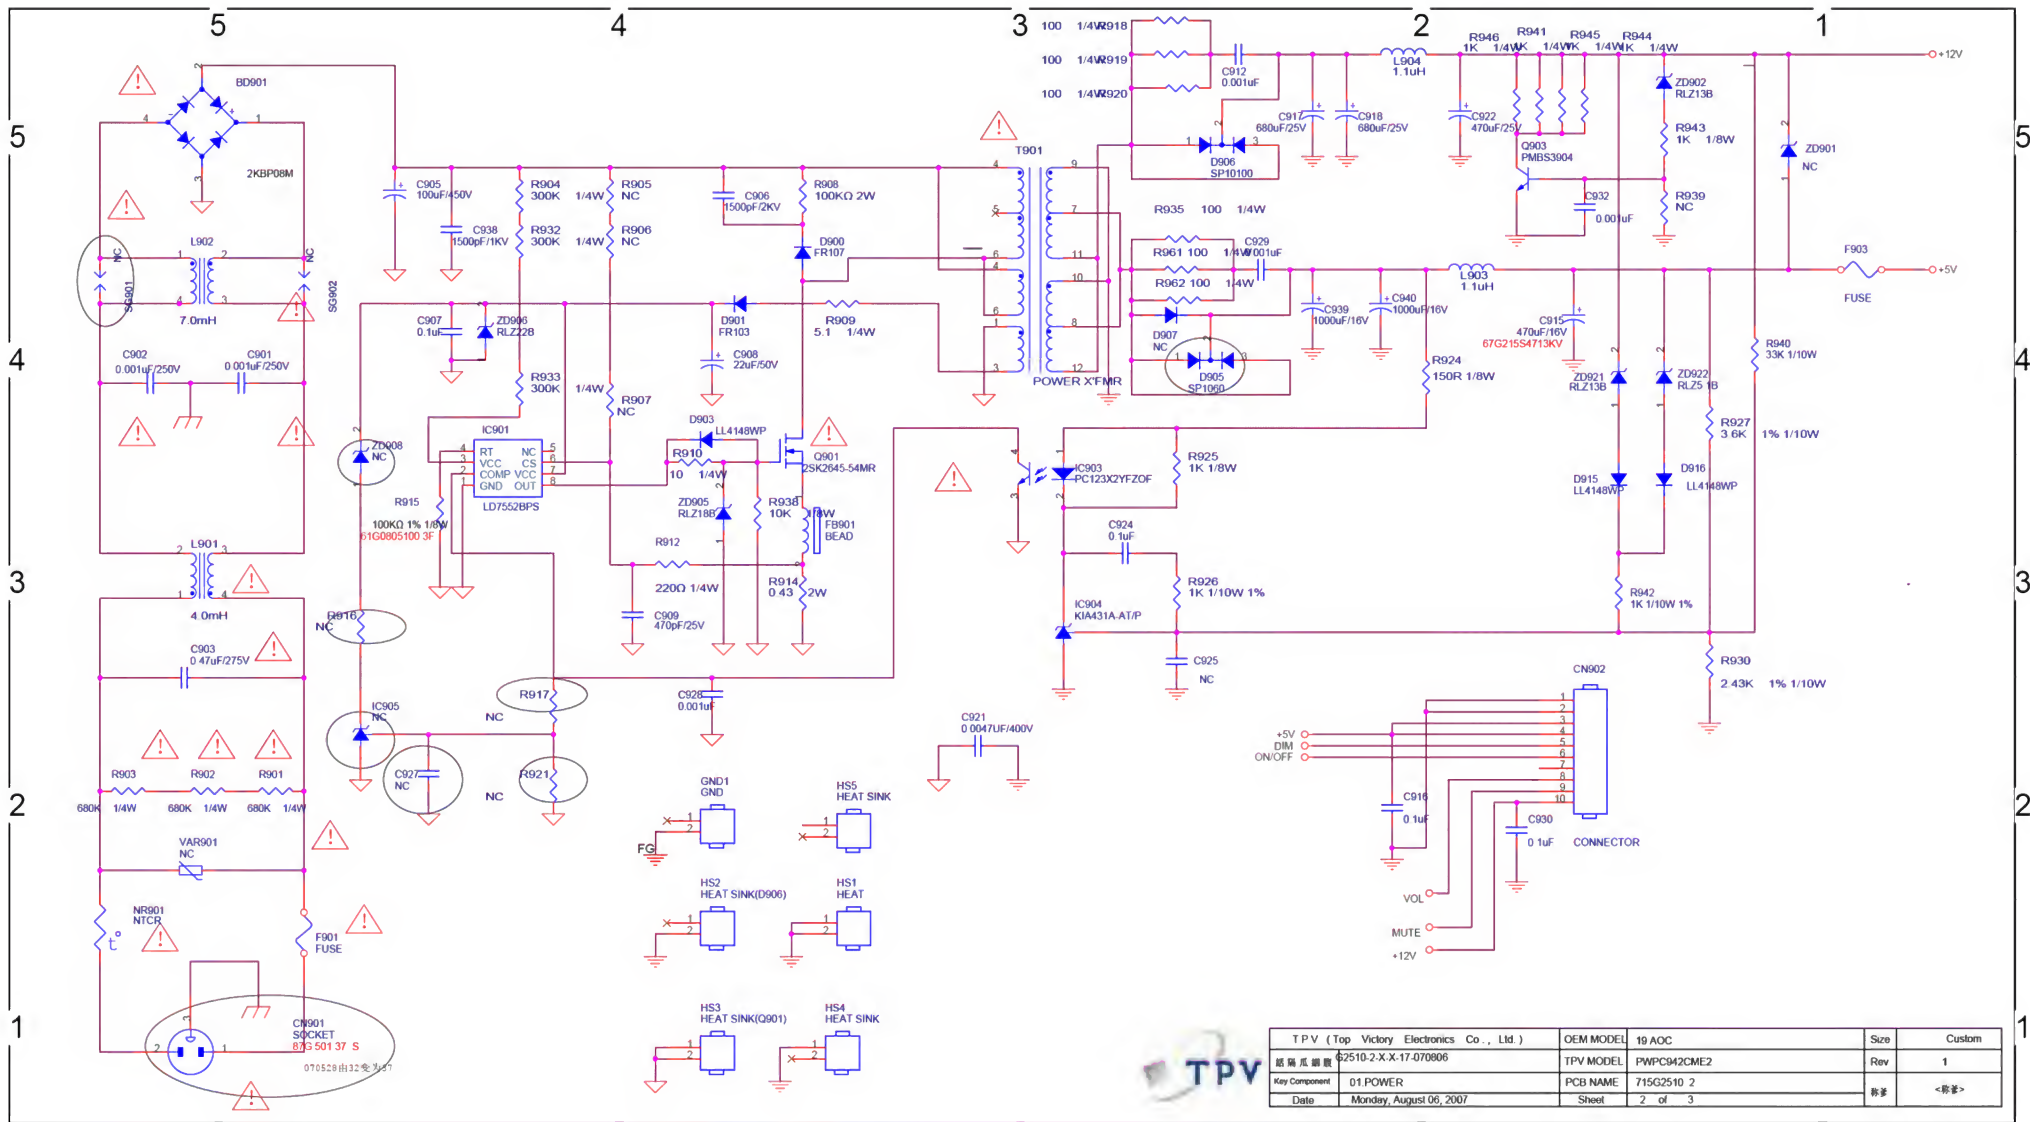 5 4 3 2 1
100 1/4W R918
100 1/4W R919
100 1/4W R920
C912
0.001uF
L904
1.1uH
R946
1K 1/4W
R941
1K 1/4W
R945
1K 1/4W
R944
1K 1/4W
+12V
BD901
2KBP08M
T901
POWER X'FMR
C917
680uF/25V
C918
680uF/25V
C922
470uF/25V
ZD902
RLZ13B
R943
1K 1/8W
Q903
PMBS3904
ZD901
NC
D906
SP10100
C905
100uF/450V
C938
1500pF/1KV
R904
300K 1/4W
R905
NC
R932
300K 1/4W
R906
NC
C906
1500pF/2KV
R908
100KΩ 2W
D900
FR107
R935 100 1/4W
R961 100 1/4W
R962 100 1/4W
C929
0.001uF
C932
0.001uF
R939
NC
F903
FUSE
+5V
L903
1.1uH
NC
SG901
L902
7.0mH
NC
SG902
C907
0.1uF
ZD906
RLZ22B
D901
FR103
R909
5.1 1/4W
C939
1000uF/16V
C940
1000uF/16V
C915
470uF/16V
67G215S4713KV
D907
NC
D905
SP1060
C902
0.001uF/250V
C901
0.001uF/250V
R933
300K 1/4W
R907
NC
C908
22uF/50V
R924
150R 1/8W
ZD921
RLZ13B
ZD922
RLZ5.1B
R940
33K 1/10W
R927
3.6K 1% 1/10W
ZD908
NC
IC901
RT
VCC
COMP
GND
NC
CS
VCC
OUT
LD7552BPS
D903
LL4148WP
R910
10 1/4W
Q901
2SK2645-54MR
ZD905
RLZ18B
R938
10K 1/8W
FB901
BEAD
IC903
PC123X2YFZOF
R925
1K 1/8W
D915
LL4148WP
D916
LL4148WP
R915
100KΩ 1% 1/8W
61G0805100 3F
L901
4.0mH
R912
220Ω 1/4W
C909
470pF/25V
R914
0.43 2W
C924
0.1uF
R926
1K 1/10W 1%
IC904
KIA431A-AT/P
R942
1K 1/10W 1%
R916
NC
C903
0.47uF/275V
C925
NC
R930
2.43K 1% 1/10W
IC905
NC
R917
NC
C928
0.001uF
C921
0.0047UF/400V
CN902
CONNECTOR
+5V
DIM
ON/OFF
R903
680K 1/4W
R902
680K 1/4W
R901
680K 1/4W
C927
NC
R921
NC
GND1
GND
FG
HS5
HEAT SINK
C916
0.1uF
C930
0.1uF
VAR901
NC
HS2
HEAT SINK(D906)
HS1
HEAT
VOL
MUTE
+12V
NR901
NTCR
t°
F901
FUSE
HS3
HEAT SINK(Q901)
HS4
HEAT SINK
CN901
SOCKET
87G 501 37 S
TPV
T P V ( Top Victory Electronics Co . , Ltd . )
OEM MODEL 19 AOC
Size Custom
G2510-2-X-X-17-070806
TPV MODEL PWPC942CME2
Rev 1
Key Component 01.POWER
PCB NAME 715G2510 2
Date Monday, August 06, 2007
Sheet 2 of 3